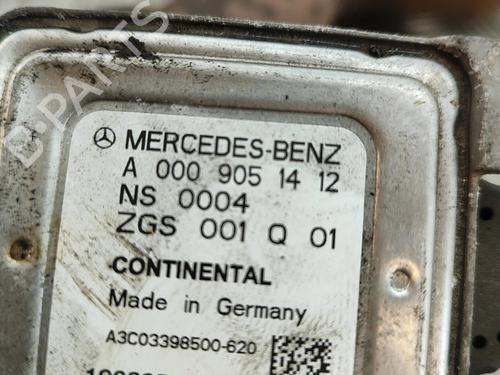 B-PARTS
MERCEDES-BENZ
A 000 905 14 12
NS 0004
ZGS 001 Q 01
CONTINENTAL
Made in Germany
A3C03398500-620